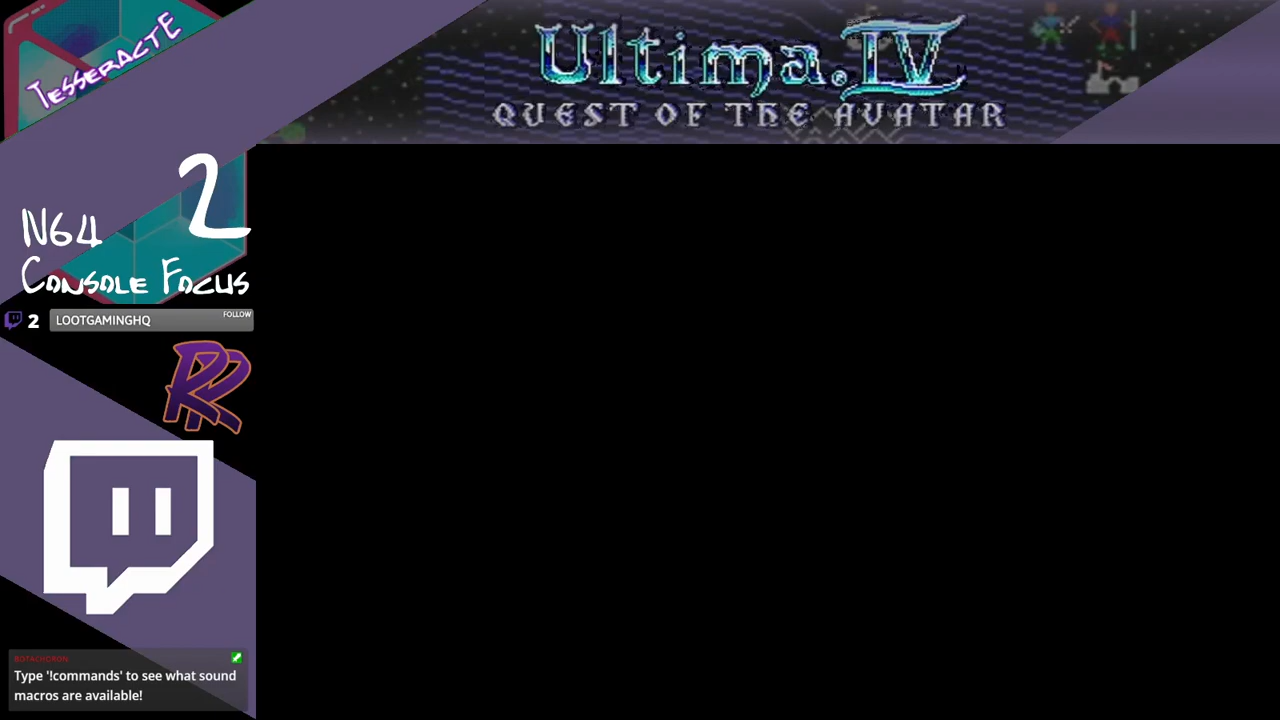 TESSERACTE
Ultima.IV
QUEST OF THE AVATAR
2
N64
CONSOLE FOCUS
2 LOOTGAMINGHQ FOLLOW
BOTACHORON
Type '!commands' to see what sound
macros are available!